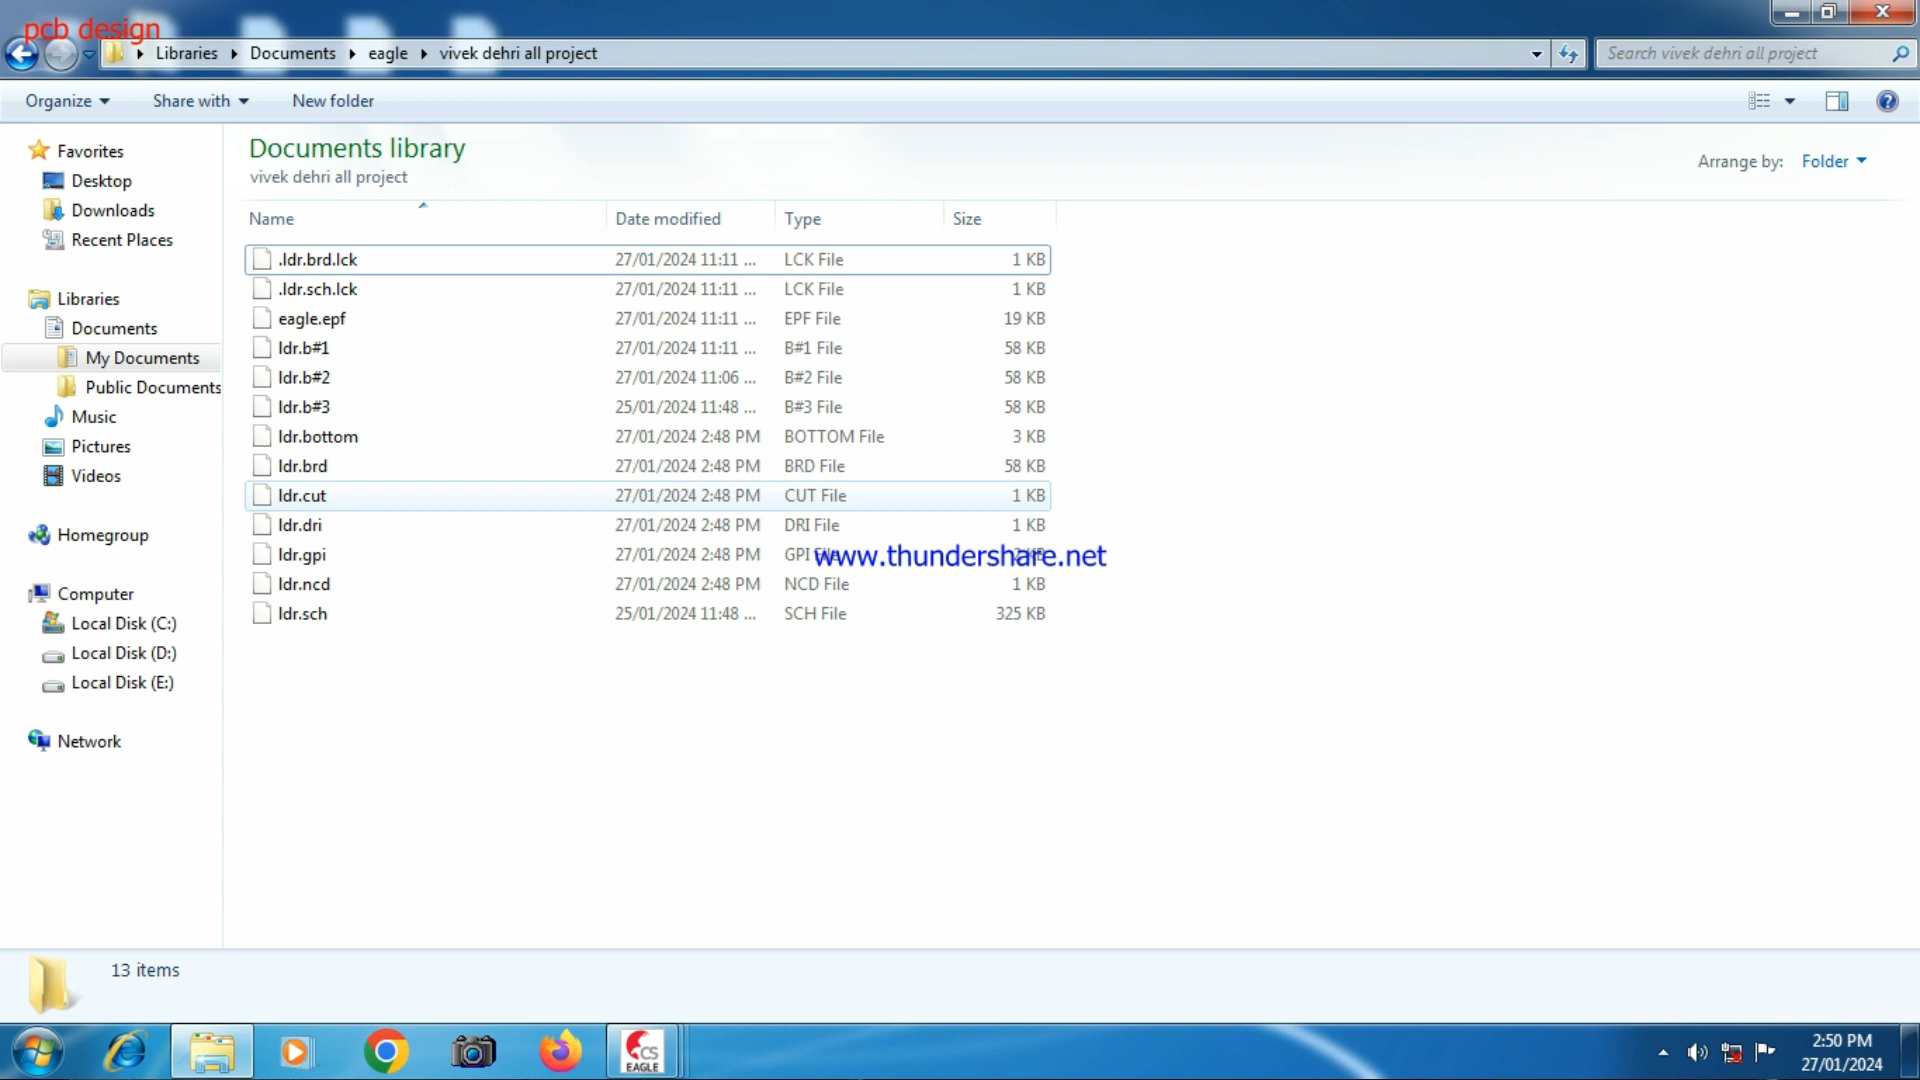 pcb design
Libraries Documents eagle vivek dehri all project
Search vivek dehri all project
Organize Share with New folder
Favorites
Desktop
Downloads
Recent Places
Libraries
Documents
My Documents
Public Documents
Music
Pictures
Videos
Homegroup
Computer
Local Disk (C:)
Local Disk (D:)
Local Disk (E:)
Network
Documents library
vivek dehri all project
Arrange by: Folder
Name Date modified Type Size
.ldr.brd.lck 27/01/2024 11:11 ... LCK File 1 KB
.ldr.sch.lck 27/01/2024 11:11 ... LCK File 1 KB
eagle.epf 27/01/2024 11:11 ... EPF File 19 KB
ldr.b#1 27/01/2024 11:11 ... B#1 File 58 KB
ldr.b#2 27/01/2024 11:06 ... B#2 File 58 KB
ldr.b#3 25/01/2024 11:48 ... B#3 File 58 KB
ldr.bottom 27/01/2024 2:48 PM BOTTOM File 3 KB
ldr.brd 27/01/2024 2:48 PM BRD File 58 KB
ldr.cut 27/01/2024 2:48 PM CUT File 1 KB
ldr.dri 27/01/2024 2:48 PM DRI File 1 KB
ldr.gpi 27/01/2024 2:48 PM GPI File 2 KB
www.thundershare.net
ldr.ncd 27/01/2024 2:48 PM NCD File 1 KB
ldr.sch 25/01/2024 11:48 ... SCH File 325 KB
13 items
CS
EAGLE
2:50 PM
27/01/2024